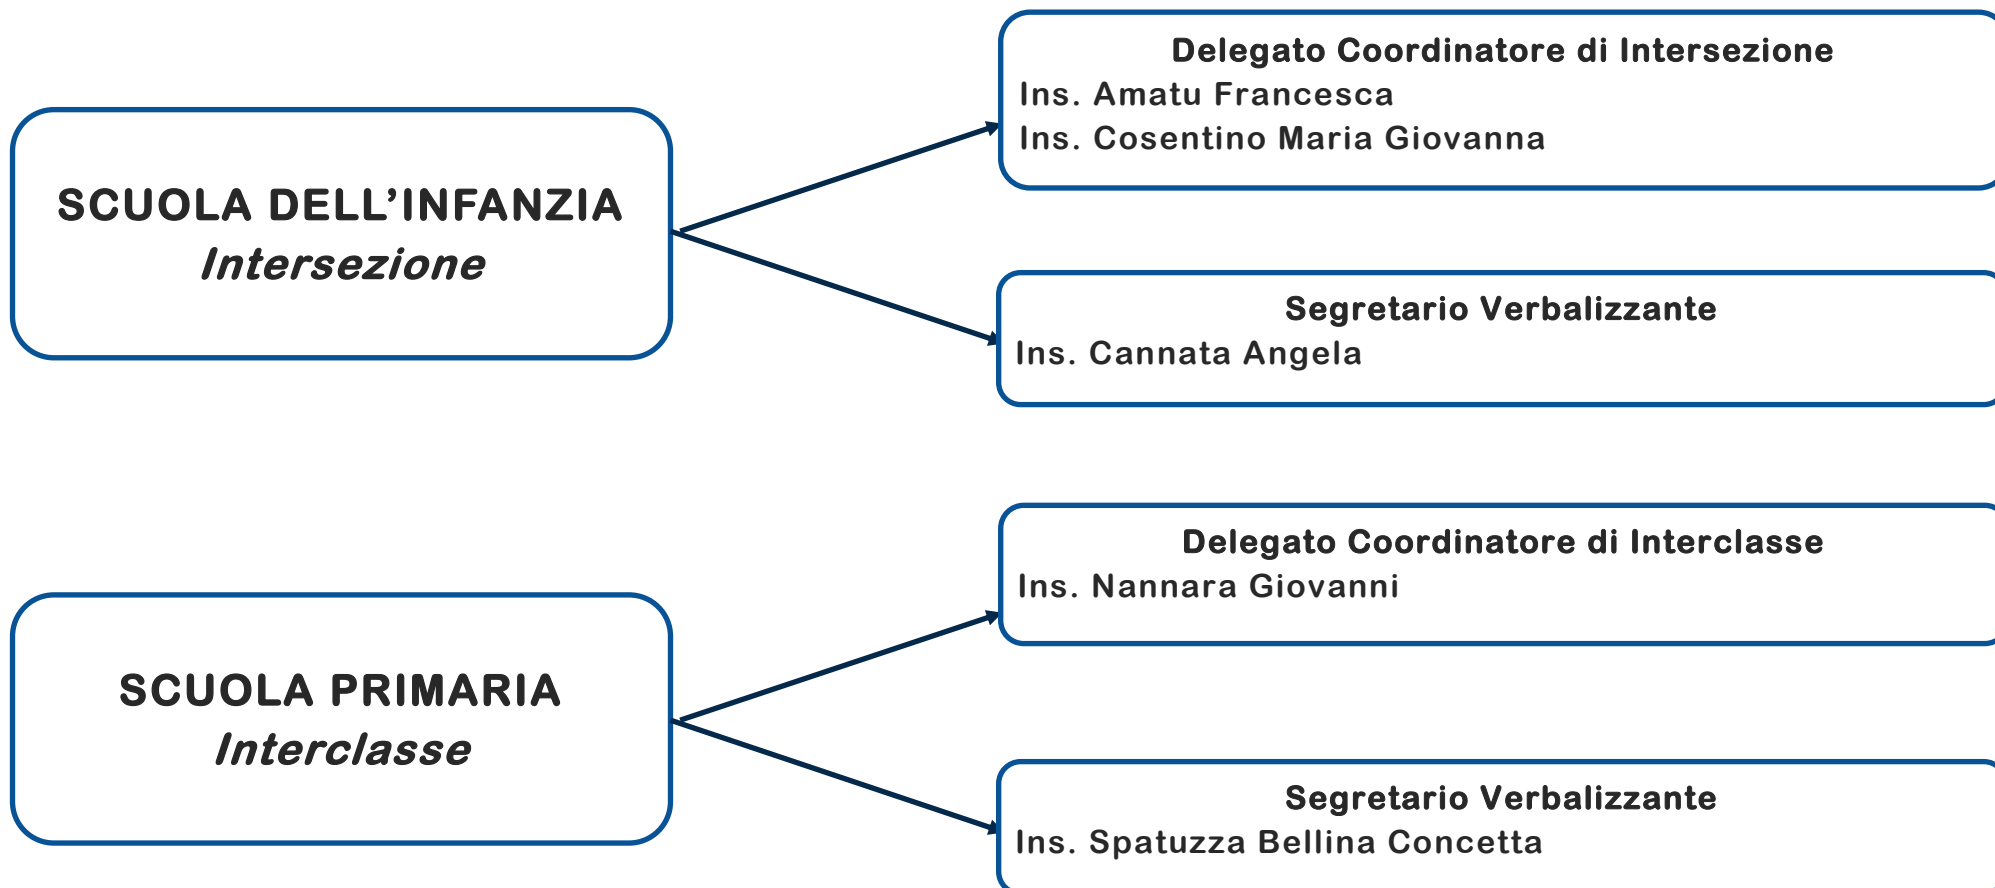 SCUOLA DELL’INFANZIA
Intersezione
Delegato Coordinatore di Intersezione
Ins. Amatu Francesca
Ins. Cosentino Maria Giovanna
Segretario Verbalizzante
Ins. Cannata Angela
SCUOLA PRIMARIA
Interclasse
Delegato Coordinatore di Interclasse
Ins. Nannara Giovanni
Segretario Verbalizzante
Ins. Spatuzza Bellina Concetta